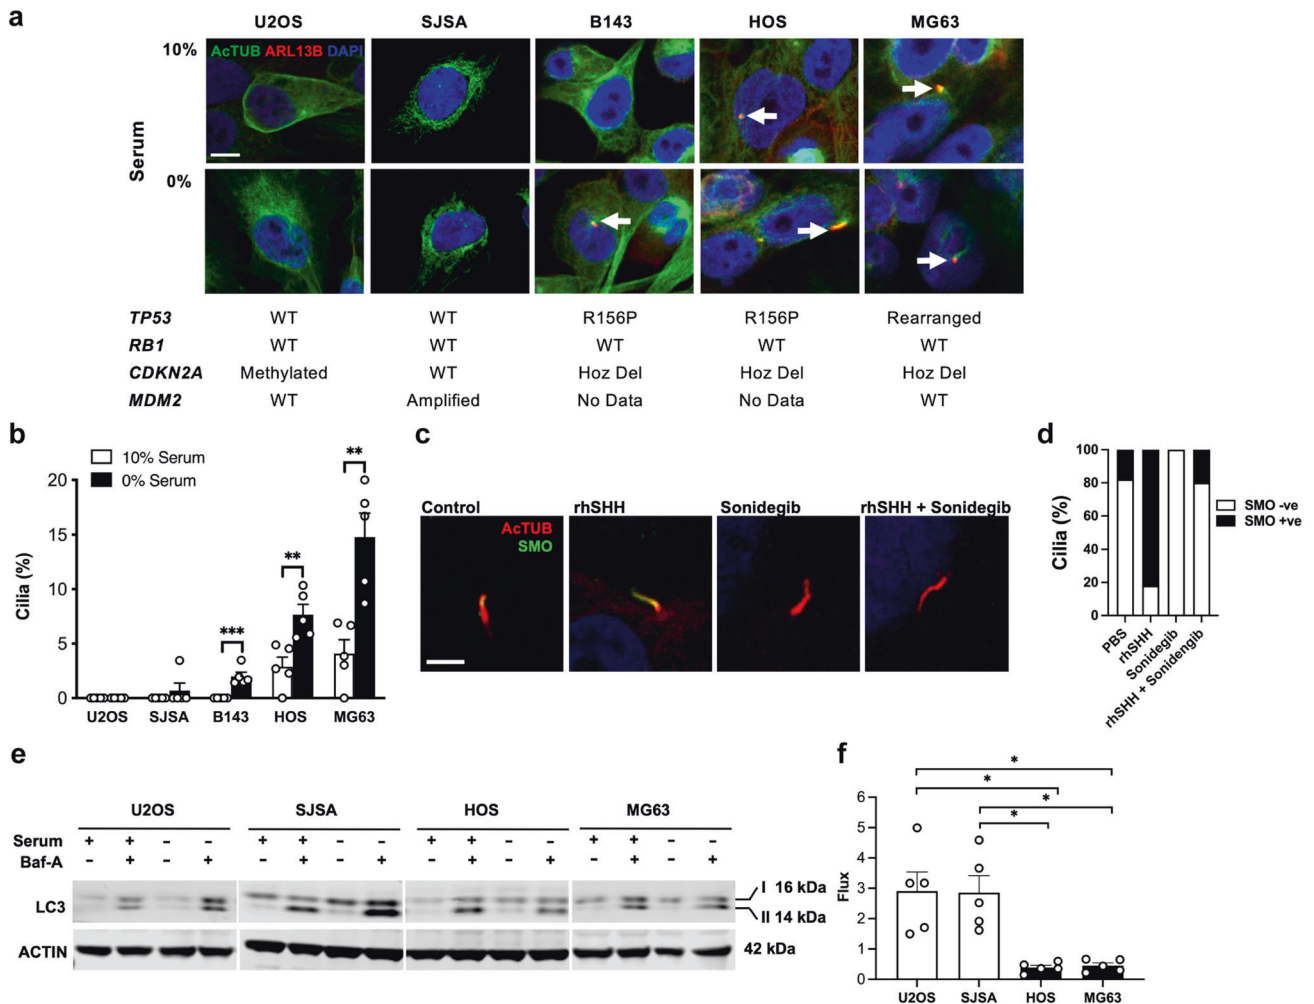 a
U2OS SJSA B143 HOS MG63
Serum
10%
AcTUB ARL13B DAPI
0%
TP53 WT WT R156P R156P Rearranged
RB1 WT WT WT WT WT
CDKN2A Methylated WT Hoz Del Hoz Del Hoz Del
MDM2 WT Amplified No Data No Data WT
b
10% Serum
0% Serum
Cilia (%)
20
15
10
5
0
*** ** **
U2OS SJSA B143 HOS MG63
c
Control rhSHH Sonidegib rhSHH + Sonidegib
AcTUB
SMO
d
Cilia (%)
100
80
60
40
20
0
SMO -ve
SMO +ve
PBS
rhSHH
Sonidegib
rhSHH + Sonidengib
e
U2OS SJSA HOS MG63
Serum + + - - + + - - + + - - + + - -
Baf-A - + - + - + - + - + - + - + - +
LC3
I 16 kDa
II 14 kDa
ACTIN 42 kDa
f
*
*
*
*
Flux
6
5
4
3
2
1
0
U2OS SJSA HOS MG63